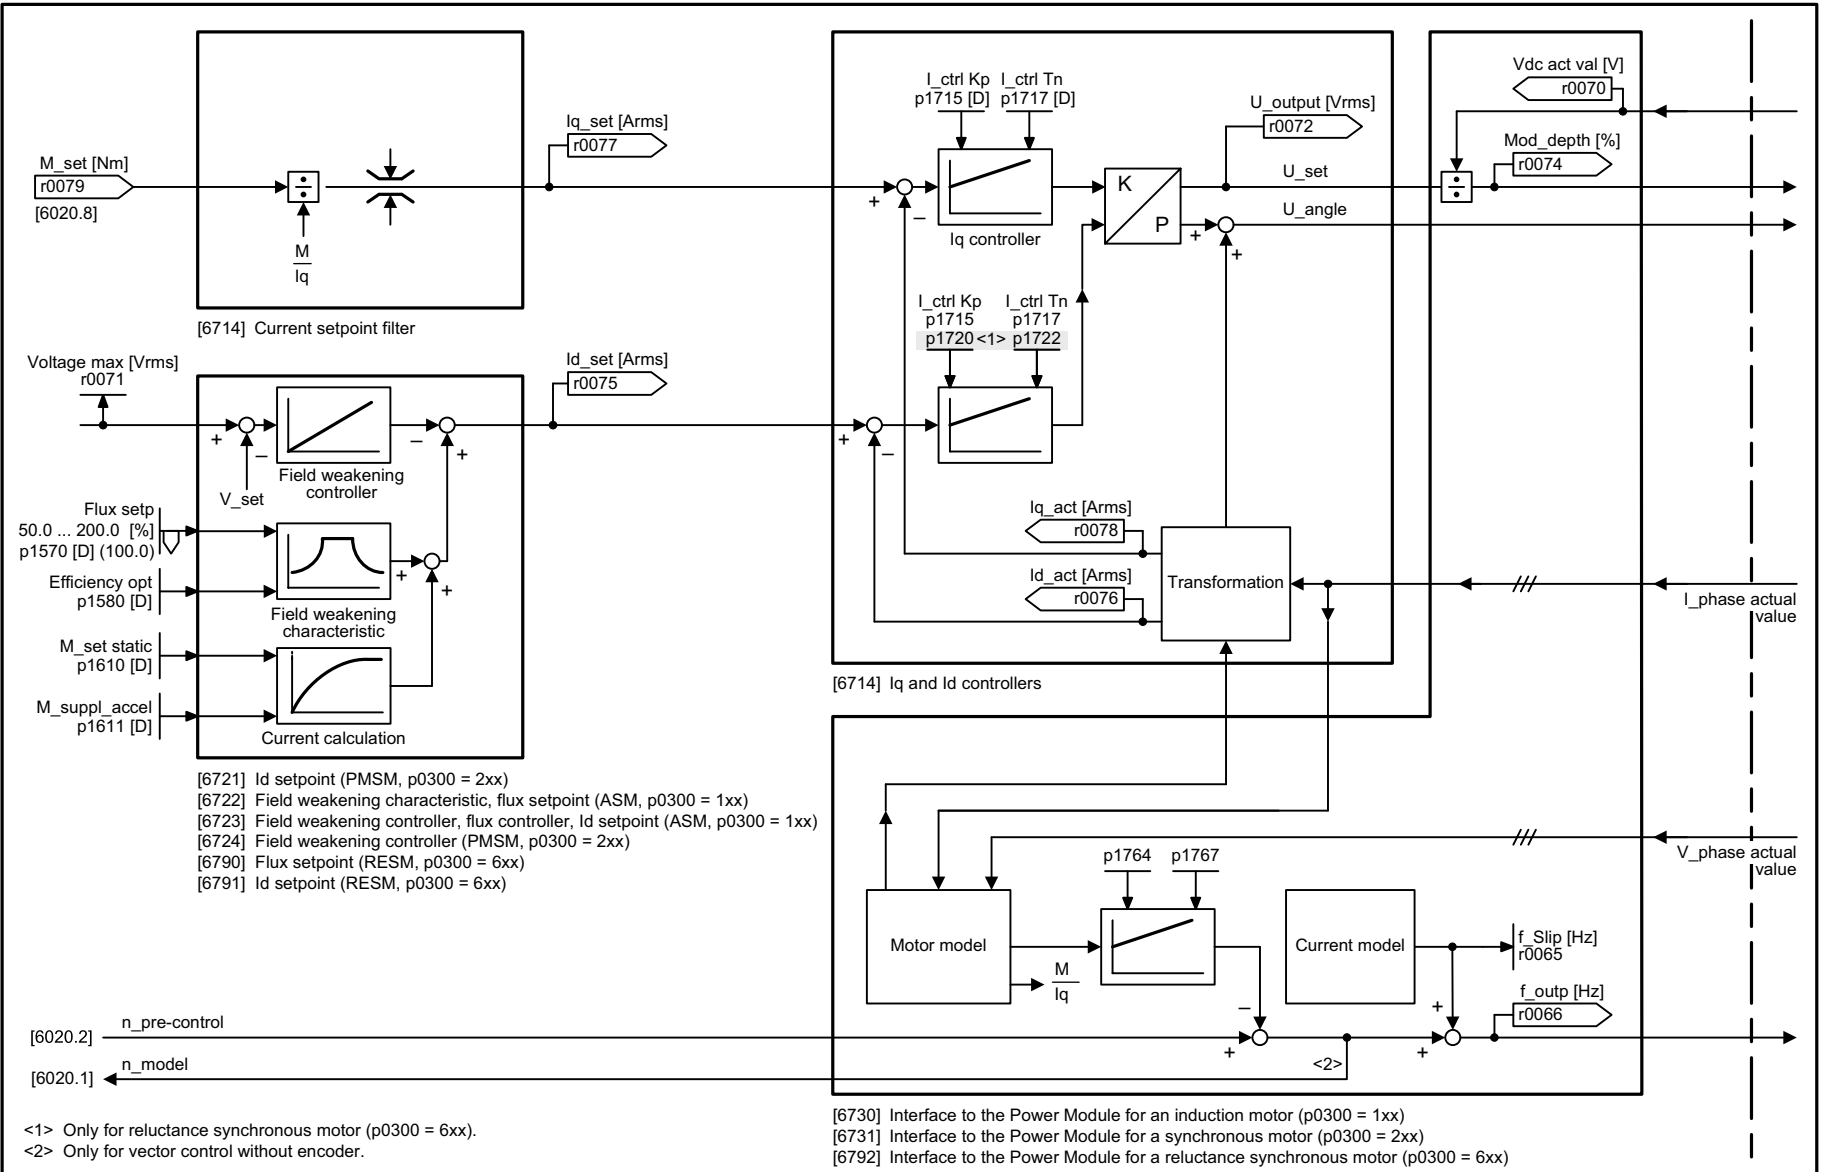 M_set [Nm]
r0079
[6020.8]
÷
M
Iq
[6714] Current setpoint filter
Iq_set [Arms]
r0077
Voltage max [Vrms]
r0071
+
–
V_set
Field weakening
controller
–
+
Id_set [Arms]
r0075
Flux setp
50.0 ... 200.0 [%]
p1570 [D] (100.0)
Efficiency opt
p1580 [D]
Field weakening
characteristic
+
+
M_set static
p1610 [D]
M_suppl_accel
p1611 [D]
Current calculation
[6721] Id setpoint (PMSM, p0300 = 2xx)
[6722] Field weakening characteristic, flux setpoint (ASM, p0300 = 1xx)
[6723] Field weakening controller, flux controller, Id setpoint (ASM, p0300 = 1xx)
[6724] Field weakening controller (PMSM, p0300 = 2xx)
[6790] Flux setpoint (RESM, p0300 = 6xx)
[6791] Id setpoint (RESM, p0300 = 6xx)
I_ctrl Kp I_ctrl Tn
p1715 [D] p1717 [D]
+
–
Iq controller
K
P
U_output [Vrms]
r0072
U_set
U_angle
+
+
I_ctrl Kp I_ctrl Tn
p1715 p1717
p1720 <1> p1722
+
–
Iq_act [Arms]
r0078
Id_act [Arms]
r0076
Transformation
[6714] Iq and Id controllers
Vdc act val [V]
r0070
Mod_depth [%]
r0074
÷
I_phase actual
value
V_phase actual
value
p1764 p1767
Motor model
M
Iq
Current model
f_Slip [Hz]
r0065
f_outp [Hz]
r0066
–
+
+
+
<2>
[6020.2] n_pre-control
[6020.1] n_model
[6730] Interface to the Power Module for an induction motor (p0300 = 1xx)
[6731] Interface to the Power Module for a synchronous motor (p0300 = 2xx)
[6792] Interface to the Power Module for a reluctance synchronous motor (p0300 = 6xx)
<1> Only for reluctance synchronous motor (p0300 = 6xx).
<2> Only for vector control without encoder.